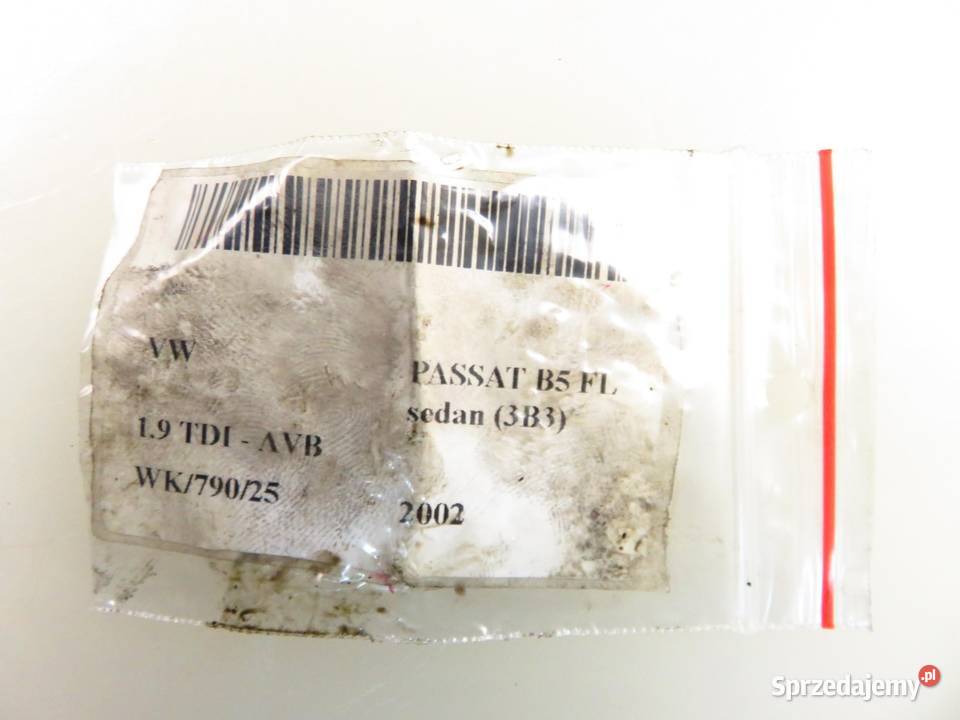 VW
PASSAT B5 FL
sedan (3B3)
1.9 TDI - AVB
WK/790/25
2002
Sprzedajemy.pl